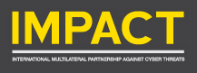 IMPACT
INTERNATIONAL MULTILATERAL PARTNERSHIP AGAINST CYBER THREATS